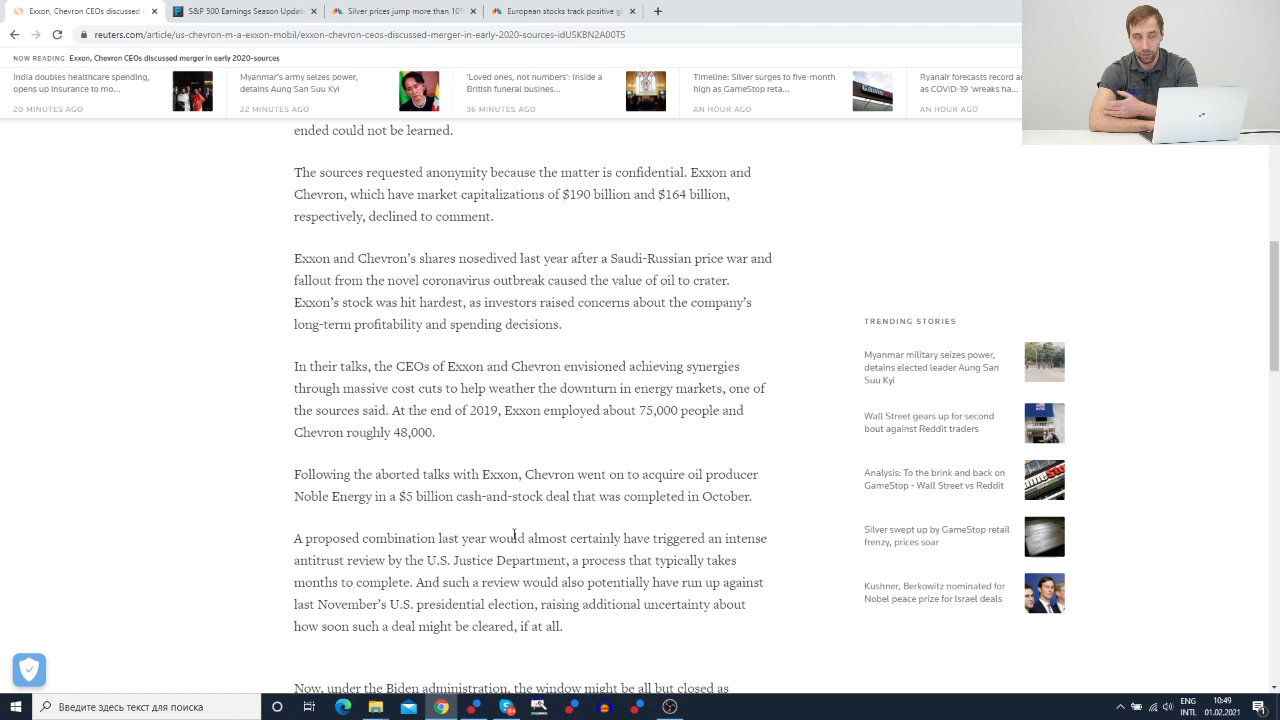 Exxon, Chevron CEOs discussed m
S&P 500 Futures
Silver jumps more than 10%
GameStop rips past 
Stock futures tick positive
reuters.com/article/us-chevron-m-a-exxon-mobil/exxon-chevron-ceos-discussed-merger-in-early-2020-sources-idUSKBN2A00T5
NOW READING Exxon, Chevron CEOs discussed merger in early 2020-sources
India doubles healthcare spending,
opens up insurance to mo...
20 MINUTES AGO
Myanmar's army seizes power,
detains Aung San Suu Kyi
22 MINUTES AGO
'Loved ones, not numbers': Inside a
British funeral busines...
36 MINUTES AGO
Timeline: Silver surges to five-month
high as GameStop reta...
AN HOUR AGO
Ryanair forecasts record
as COVID-19 'wreaks ha...
AN HOUR AGO
ended could not be learned.
The sources requested anonymity because the matter is confidential. Exxon and
Chevron, which have market capitalizations of $190 billion and $164 billion,
respectively, declined to comment.
Exxon and Chevron's shares nosedived last year after a Saudi-Russian price war and
fallout from the novel coronavirus outbreak caused the value of oil to crater.
Exxon's stock was hit hardest, as investors raised concerns about the company's
long-term profitability and spending decisions.
In their talks, the CEOs of Exxon and Chevron envisioned achieving synergies
through massive cost cuts to help weather the downturn in energy markets, one of
the sources said. At the end of 2019, Exxon employed about 75,000 people and
Chevron roughly 48,000.
Following the aborted talks with Exxon, Chevron went on to acquire oil producer
Noble Energy in a $5 billion cash-and-stock deal that was completed in October.
A proposed combination last year would almost certainly have triggered an intense
antitrust review by the U.S. Justice Department, a process that typically takes
months to complete. And such a review would also potentially have run up against
last November's U.S. presidential election, raising additional uncertainty about
how soon such a deal might be cleared, if at all.
Now, under the Biden administration, the window might be all but closed as
TRENDING STORIES
Myanmar military seizes power,
detains elected leader Aung San
Suu Kyi
Wall Street gears up for second
bout against Reddit traders
Analysis: To the brink and back on
GameStop - Wall Street vs Reddit
Silver swept up by GameStop retail
frenzy, prices soar
Kushner, Berkowitz nominated for
Nobel peace prize for Israel deals
Введите здесь текст для поиска
ENG
INTL
10:49
01.02.2021